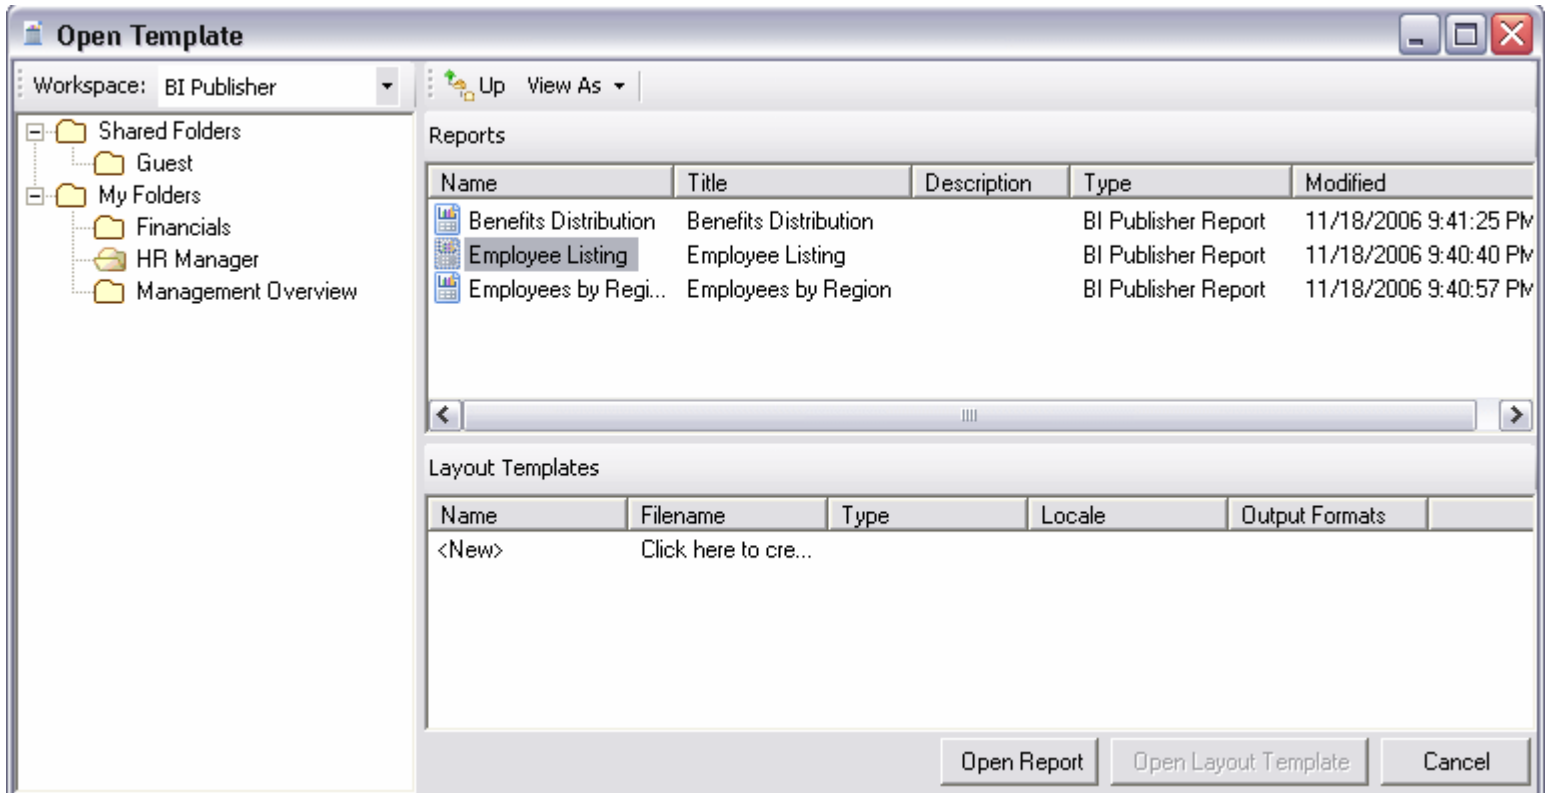 Open Template
Workspace: BI Publisher
Up View As
Shared Folders
Guest
My Folders
Financials
HR Manager
Management Overview
Reports
Name Title Description Type Modified
Benefits Distribution Benefits Distribution BI Publisher Report 11/18/2006 9:41:25 PM
Employee Listing Employee Listing BI Publisher Report 11/18/2006 9:40:40 PM
Employees by Regi... Employees by Region BI Publisher Report 11/18/2006 9:40:57 PM
Layout Templates
Name Filename Type Locale Output Formats
<New> Click here to cre...
Open Report Open Layout Template Cancel